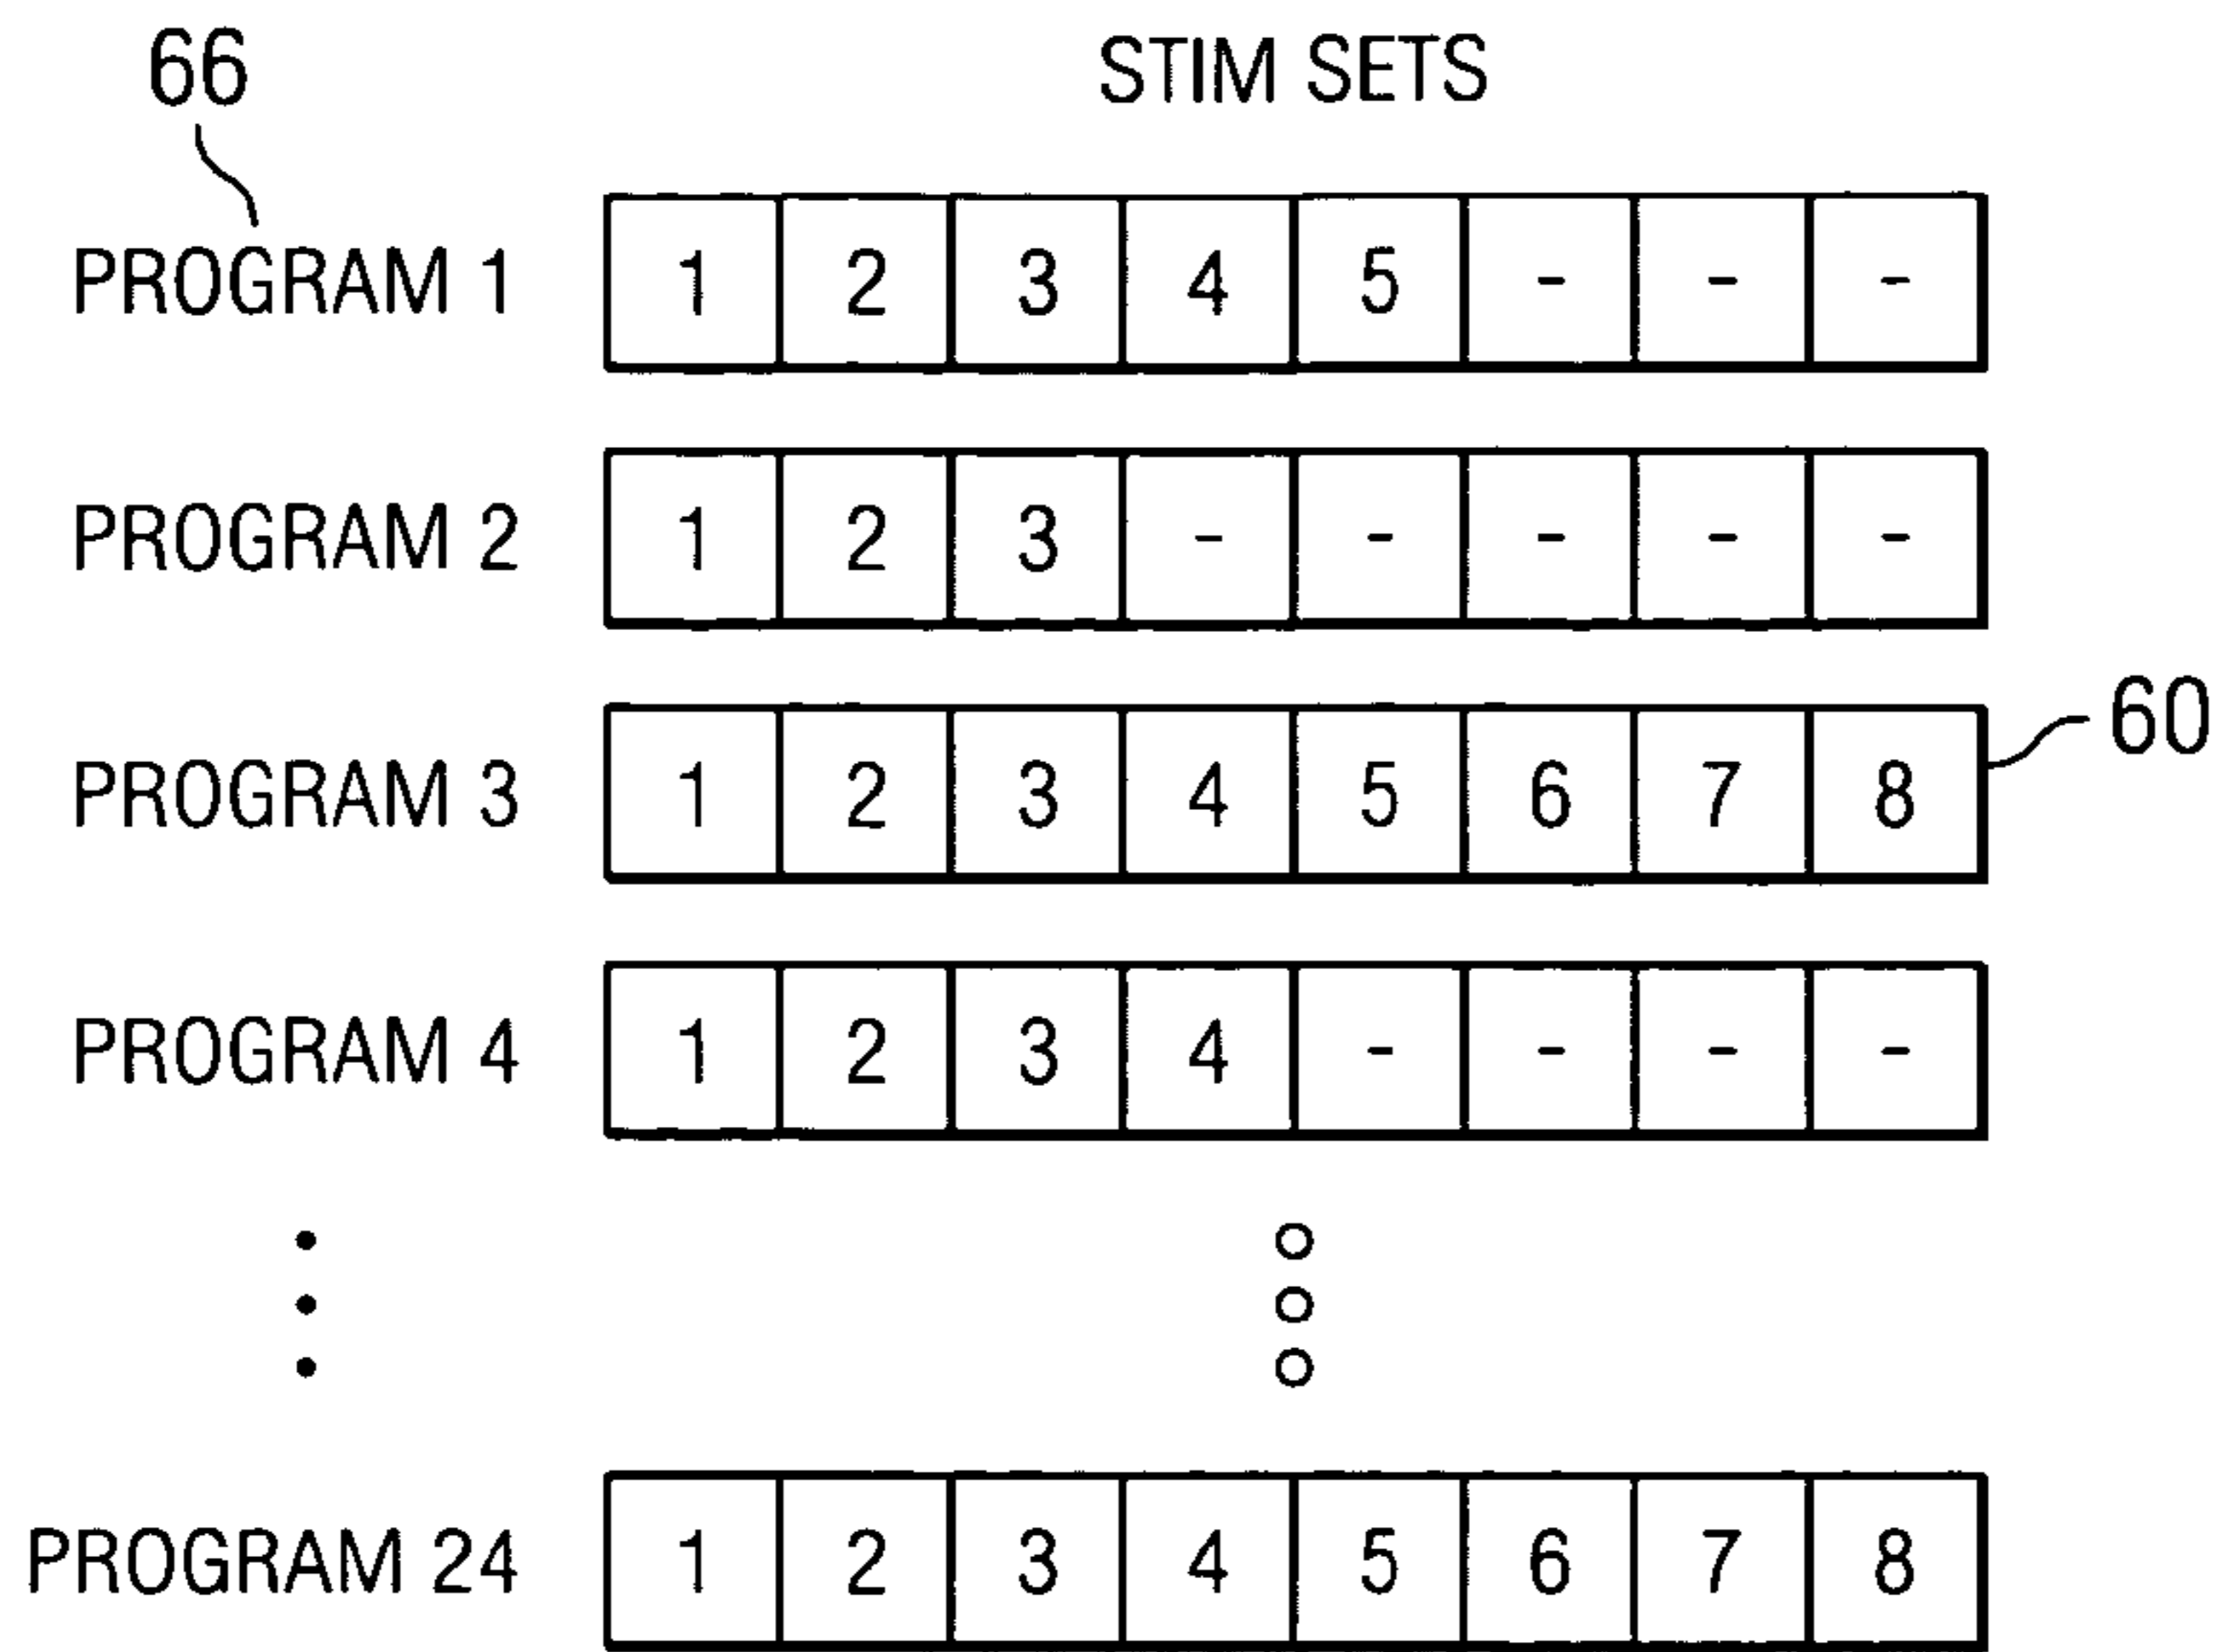 66
STIM SETS
PROGRAM 1 1 2 3 4 5 - - -
PROGRAM 2 1 2 3 - - - - -
60
PROGRAM 3 1 2 3 4 5 6 7 8
PROGRAM 4 1 2 3 4 - - - -
PROGRAM 24 1 2 3 4 5 6 7 8